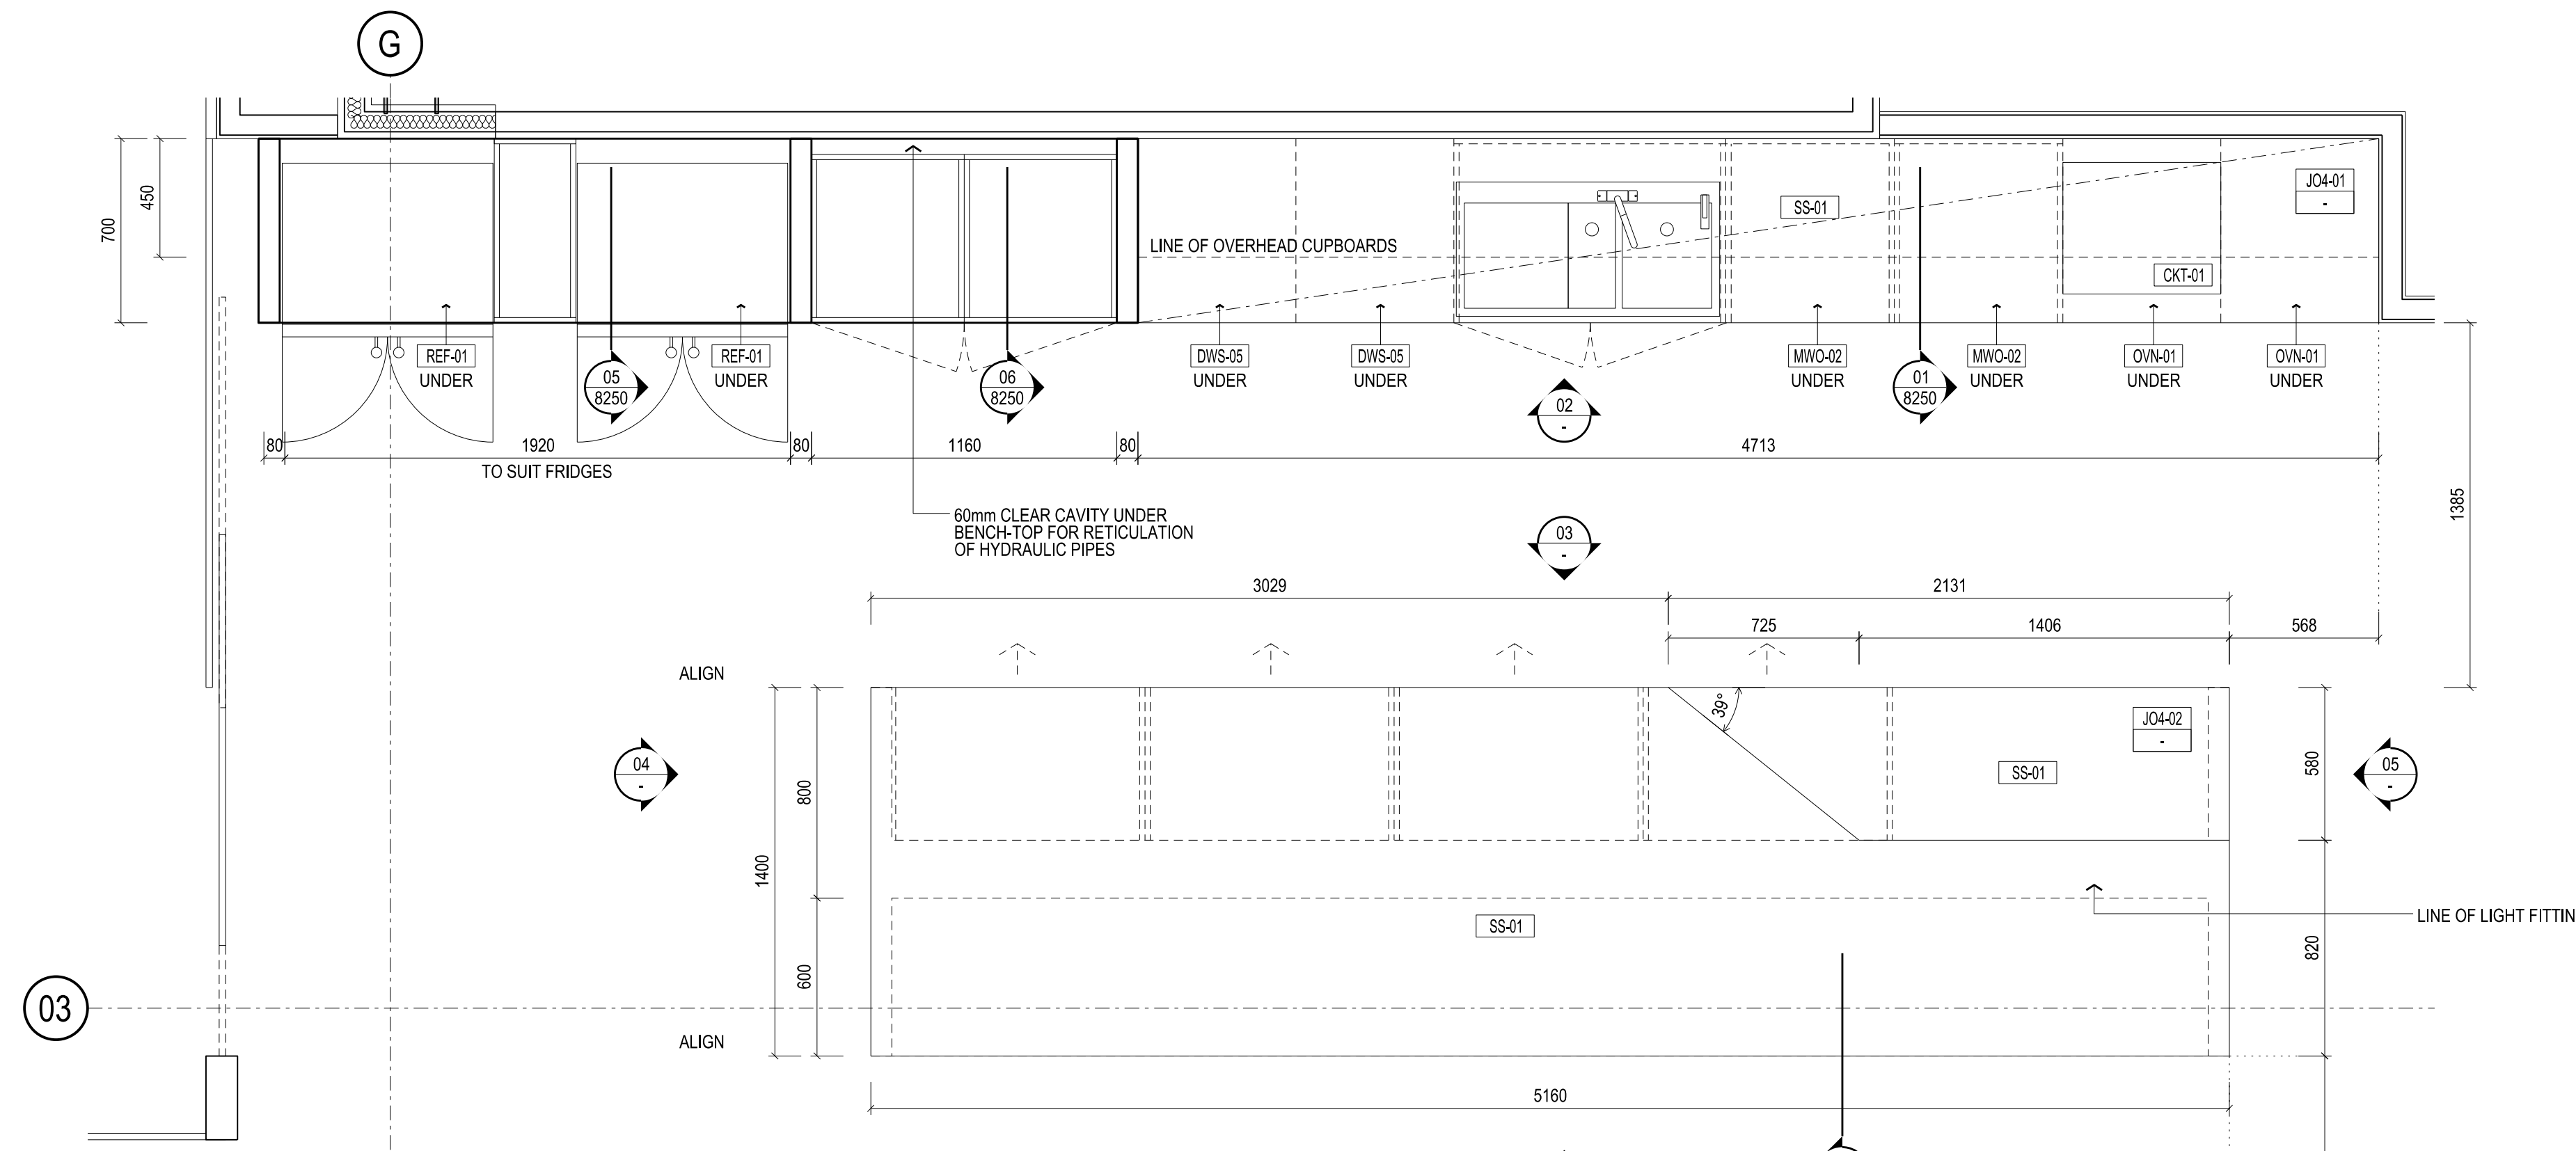 G
700
450
LINE OF OVERHEAD CUPBOARDS
SS-01
JO4-01
-
CKT-01
REF-01
UNDER
REF-01
UNDER
DWS-05
UNDER
DWS-05
UNDER
MWO-02
UNDER
MWO-02
UNDER
OVN-01
UNDER
OVN-01
UNDER
05
8250
06
8250
02
-
01
8250
80
1920
80
1160
80
4713
TO SUIT FRIDGES
60mm CLEAR CAVITY UNDER
BENCH-TOP FOR RETICULATION
OF HYDRAULIC PIPES
03
-
1385
3029
2131
725
1406
568
ALIGN
39°
JO4-02
-
SS-01
04
-
05
-
800
580
1400
SS-01
LINE OF LIGHT FITTIN
820
600
03
ALIGN
5160